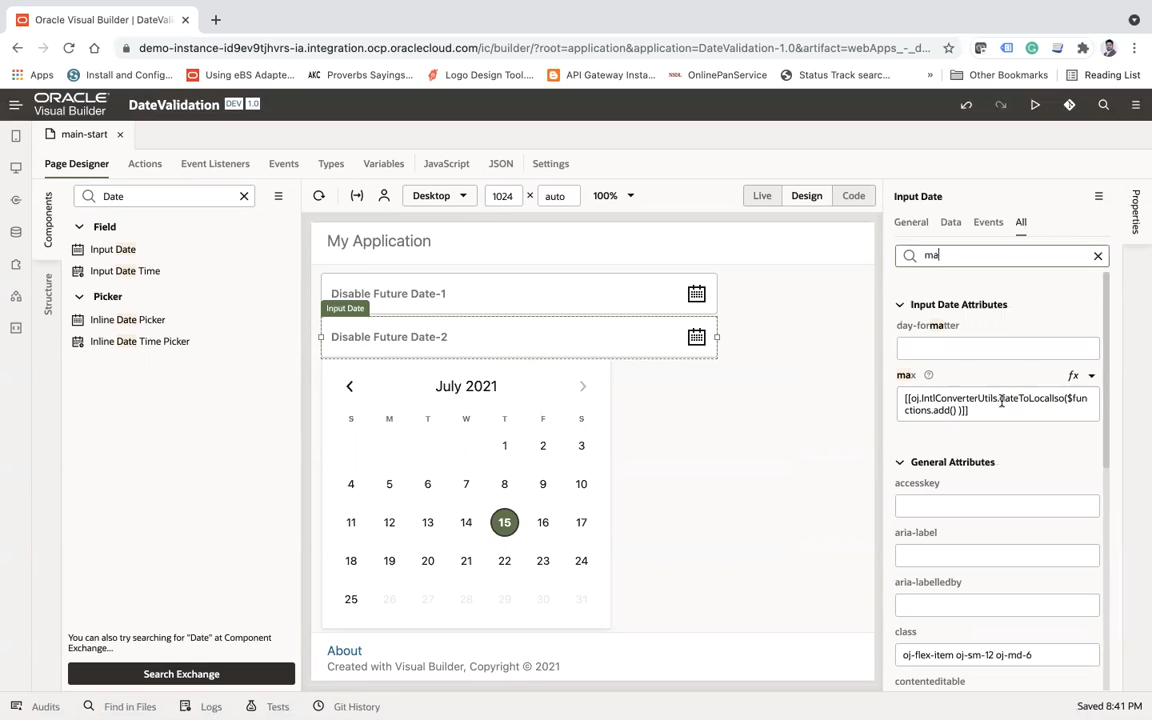 Oracle Visual Builder | DateVali
demo-instance-id9ev9tjhvrs-ia.integration.ocp.oraclecloud.com/ic/builder/?root=application&application=DateValidation-1.0&artifact=webApps_-_d...
Apps
Install and Config...
Using eBS Adapte...
AKC Proverbs Sayings...
Logo Design Tool....
API Gateway Insta...
OnlinePanService
Status Track searc...
»
Other Bookmarks
Reading List
ORACLE
Visual Builder
DateValidation DEV 1.0
main-start
Page Designer
Actions
Event Listeners
Events
Types
Variables
JavaScript
JSON
Settings
Components
Structure
Date
Field
Input Date
Input Date Time
Picker
Inline Date Picker
Inline Date Time Picker
You can also try searching for "Date" at Component
Exchange...
Search Exchange
Desktop
1024 × auto
100%
Live
Design
Code
My Application
Disable Future Date-1
Input Date
Disable Future Date-2
July 2021
S M T W T F S
1 2 3
4 5 6 7 8 9 10
11 12 13 14 15 16 17
18 19 20 21 22 23 24
25 26 27 28 29 30 31
About
Created with Visual Builder, Copyright © 2021
Input Date
General
Data
Events
All
ma
Input Date Attributes
day-formatter
max
fx
[[oj.IntlConverterUtils.dateToLocalIso($fun
ctions.add() )]]
General Attributes
accesskey
aria-label
aria-labelledby
class
oj-flex-item oj-sm-12 oj-md-6
contenteditable
Properties
Audits
Find in Files
Logs
Tests
Git History
Saved 8:41 PM